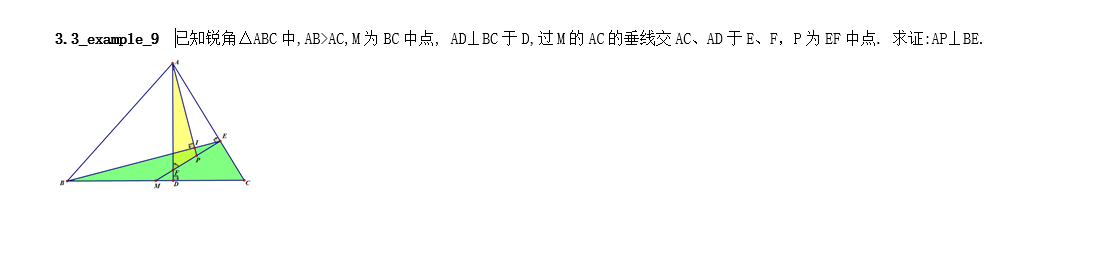 3.3_example_9 已知锐角△ABC中,AB>AC,M为BC中点, AD⊥BC于D,过M的AC的垂线交AC、AD于E、F, P为EF中点. 求证:AP⊥BE.
A
E
I
P
F
B
M
D
C